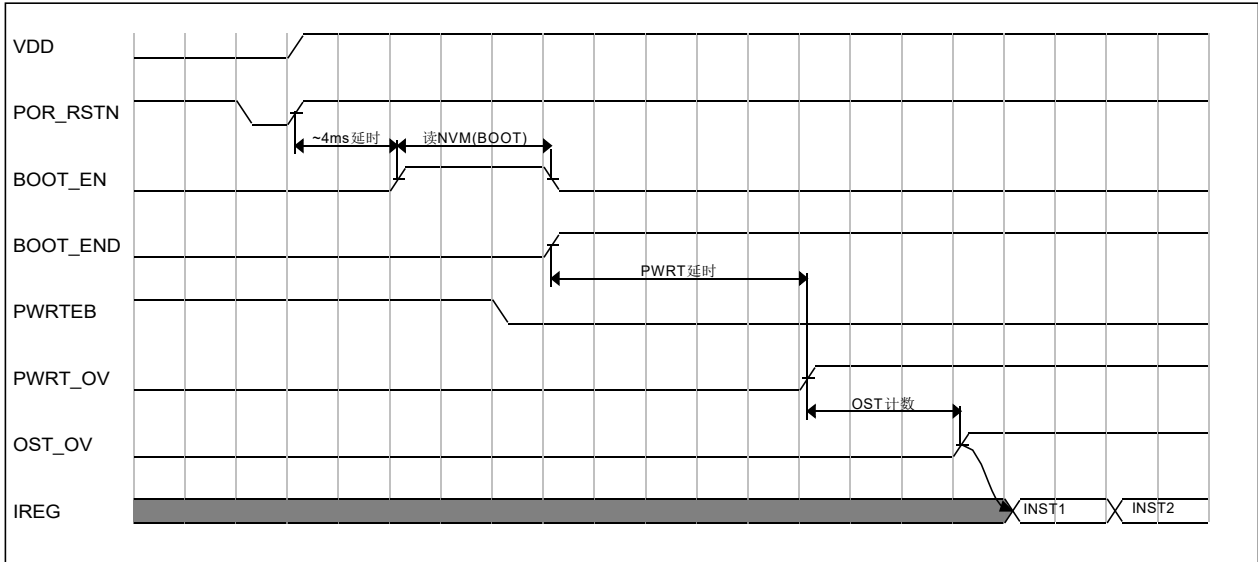 VDD
POR_RSTN
~4ms延时
读NVM(BOOT)
BOOT_EN
BOOT_END
PWRT延时
PWRTEB
PWRT_OV
OST计数
OST_OV
IREG
INST1
INST2